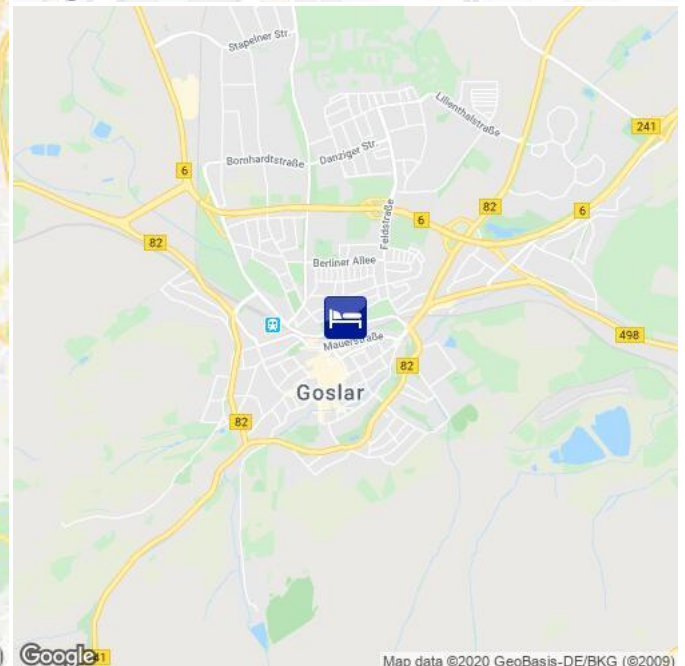 Stapelner Str.
Lilienthalstraße
241
Danziger Str.
Bornhardtstraße
6
82
6
6
82
Feldstraße
Berliner Allee
498
Mauerstraße
82
Goslar
82
Google
41
Map data ©2020 GeoBasis-DE/BKG (©2009)